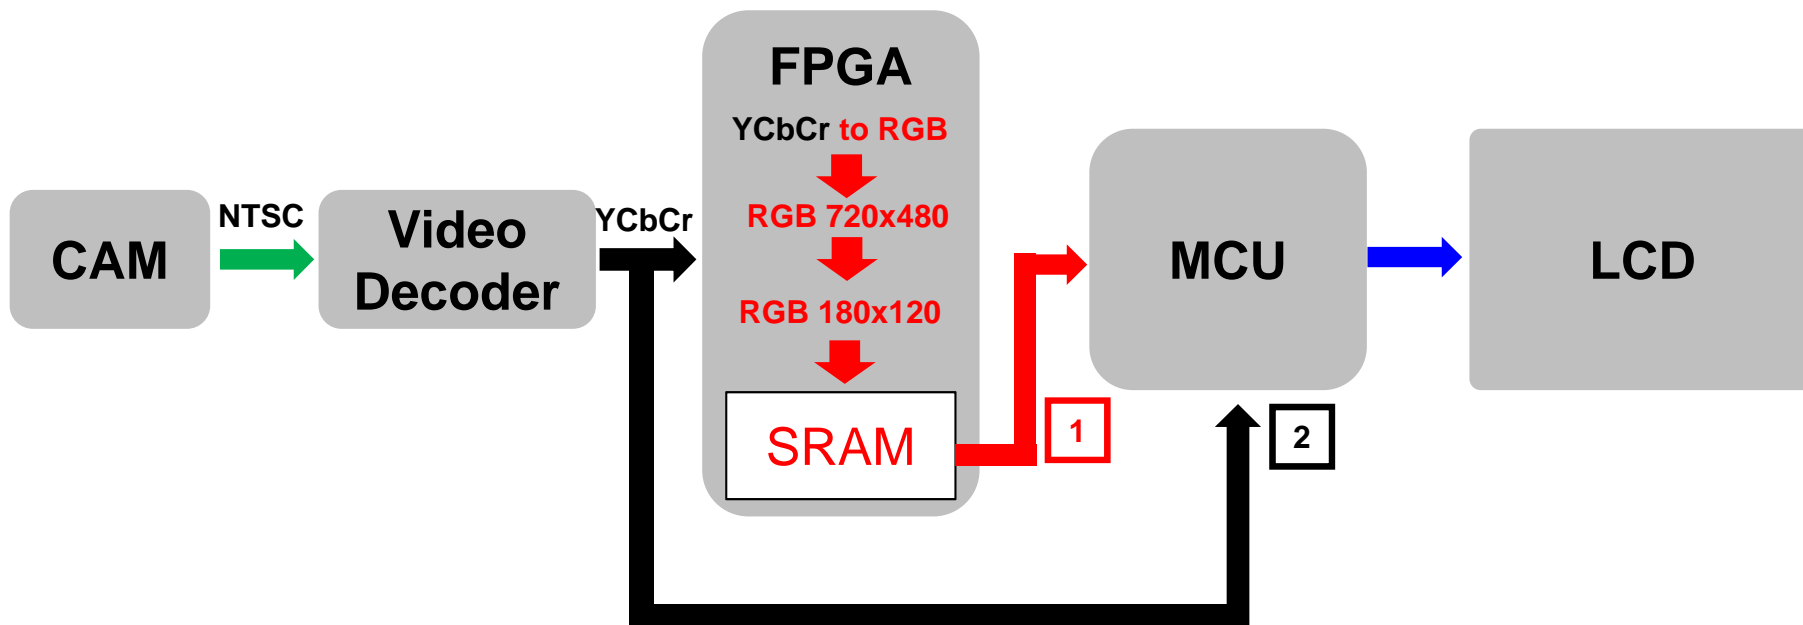 CAM
NTSC
Video
Decoder
YCbCr
FPGA
YCbCr to RGB
RGB 720x480
RGB 180x120
SRAM
1
MCU
2
LCD